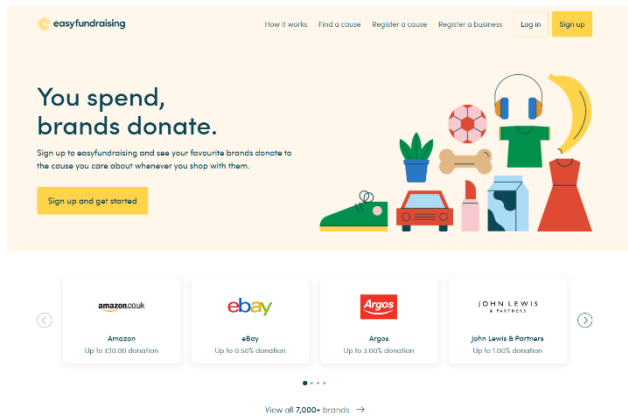 easyfundraising
How it works Find a cause Register a cause Register a business Log in Sign up
You spend,
brands donate.
Sign up to easyfundraising and see your favourite brands donate to
the cause you care about whenever you shop with them.
Sign up and get started
amazon.co.uk
ebay
Argos
JOHN LEWIS
& PARTNERS
Amazon
Up to £10.00 donation
eBay
Up to 0.50% donation
Argos
Up to 3.00% donation
John Lewis & Partners
Up to 1.00% donation
View all 7,000+ brands